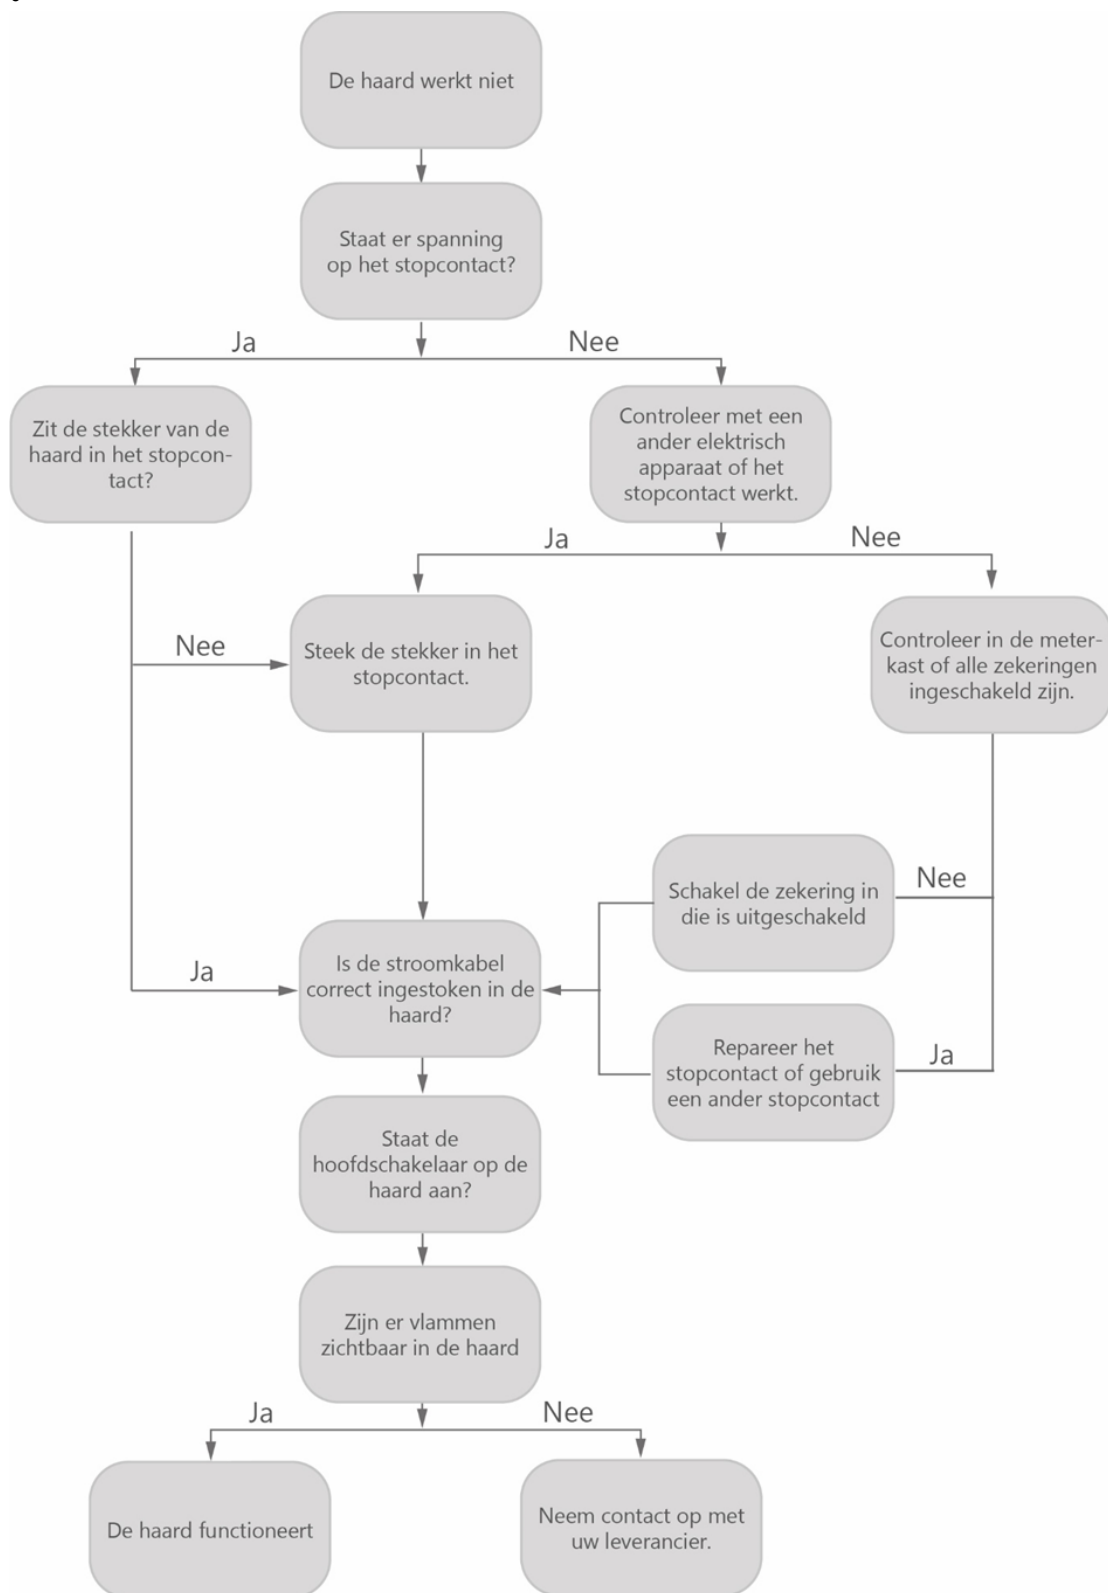 De haard werkt niet
Staat er spanning
op het stopcontact?
Ja
Nee
Zit de stekker van de
haard in het stopcon-
tact?
Controleer met een
ander elektrisch
apparaat of het
stopcontact werkt.
Ja
Nee
Nee
Steek de stekker in het
stopcontact.
Controleer in de meter-
kast of alle zekeringen
ingeschakeld zijn.
Schakel de zekering in
die is uitgeschakeld
Nee
Ja
Is de stroomkabel
correct ingestoken in de
haard?
Repareer het
stopcontact of gebruik
een ander stopcontact
Ja
Staat de
hoofdschakelaar op de
haard aan?
Zijn er vlammen
zichtbaar in de haard
Ja
Nee
De haard functioneert
Neem contact op met
uw leverancier.